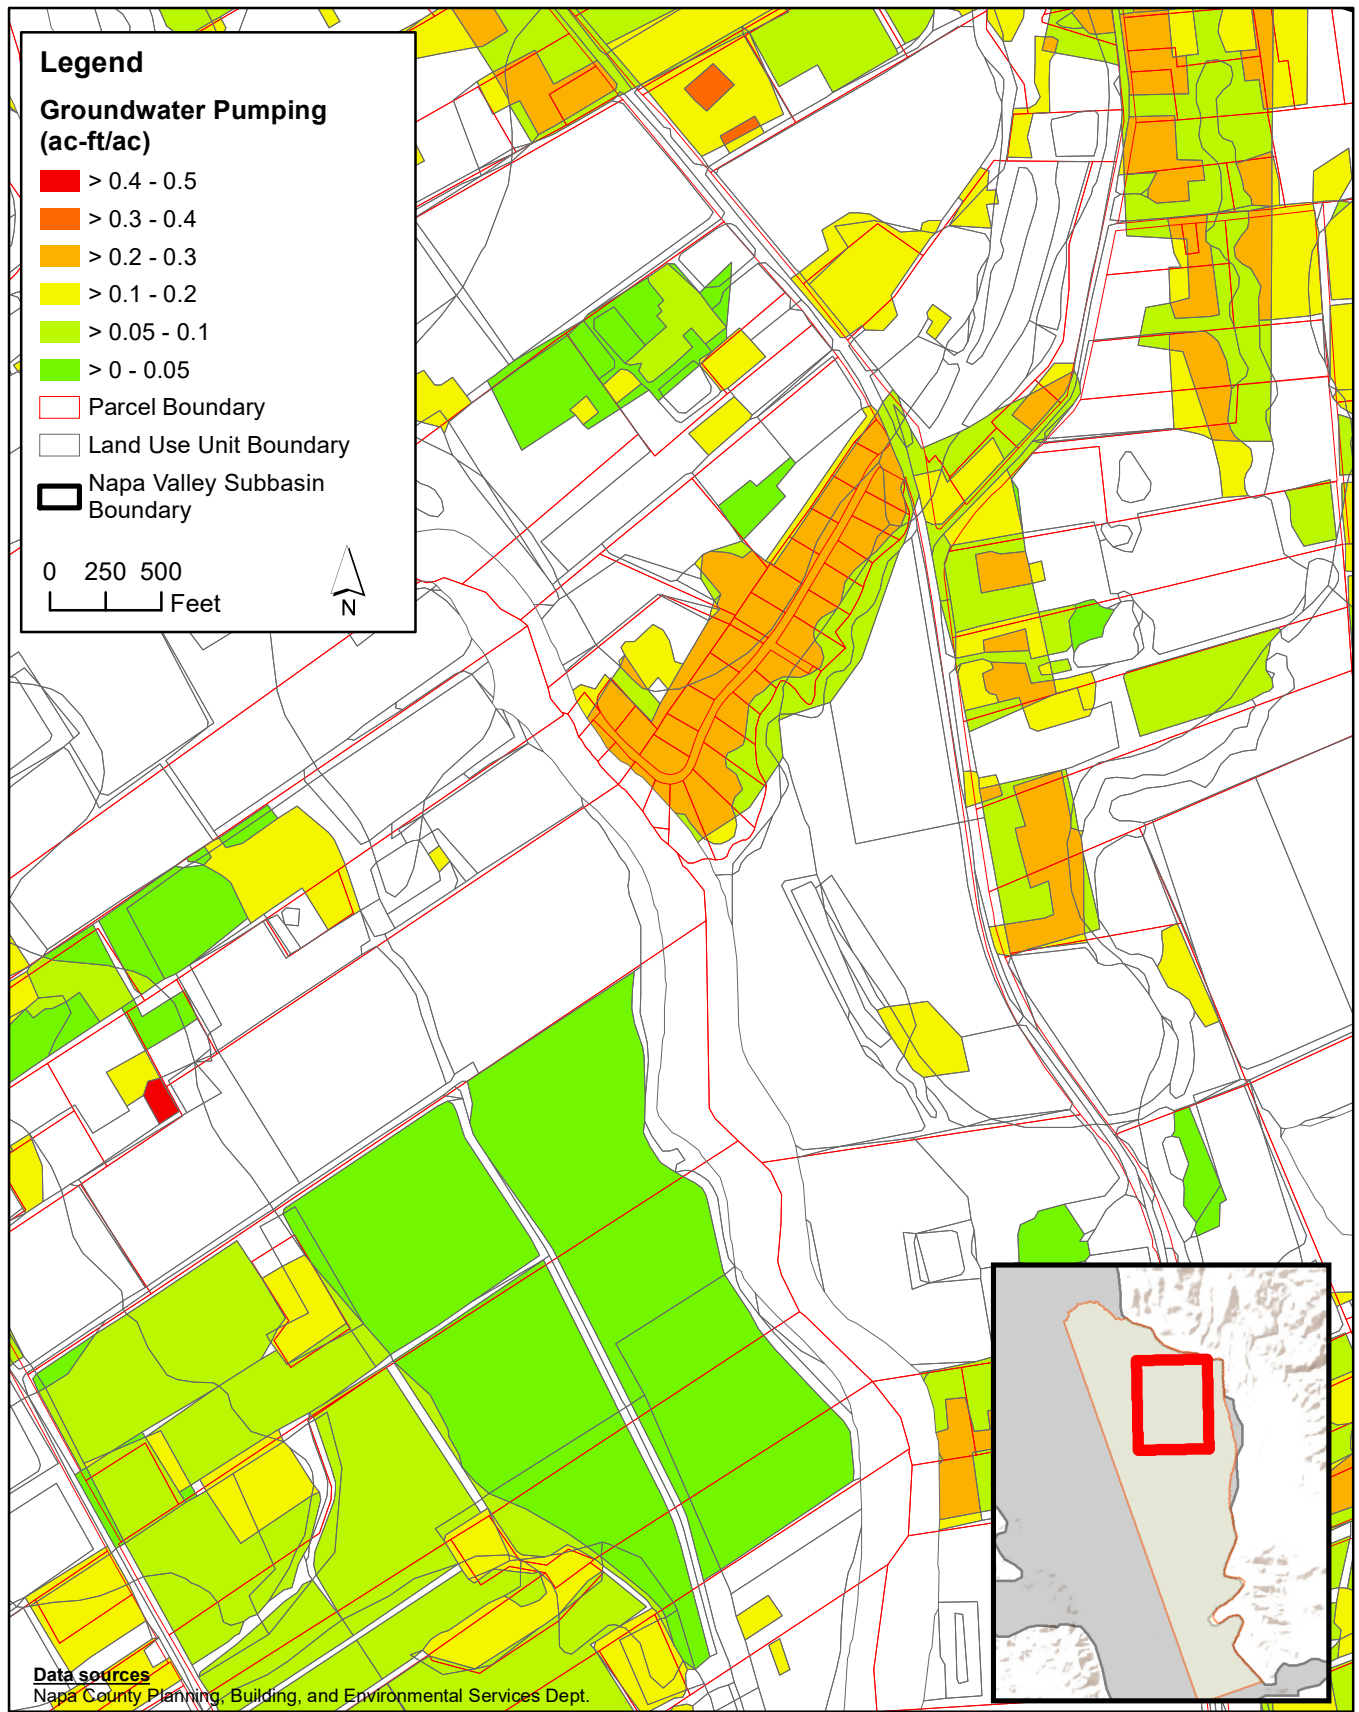 Legend
Groundwater Pumping
(ac-ft/ac)
> 0.4 - 0.5
> 0.3 - 0.4
> 0.2 - 0.3
> 0.1 - 0.2
> 0.05 - 0.1
> 0 - 0.05
Parcel Boundary
Land Use Unit Boundary
Napa Valley Subbasin
Boundary
0 250 500
Feet
N
Data sources
Napa County Planning, Building, and Environmental Services Dept.